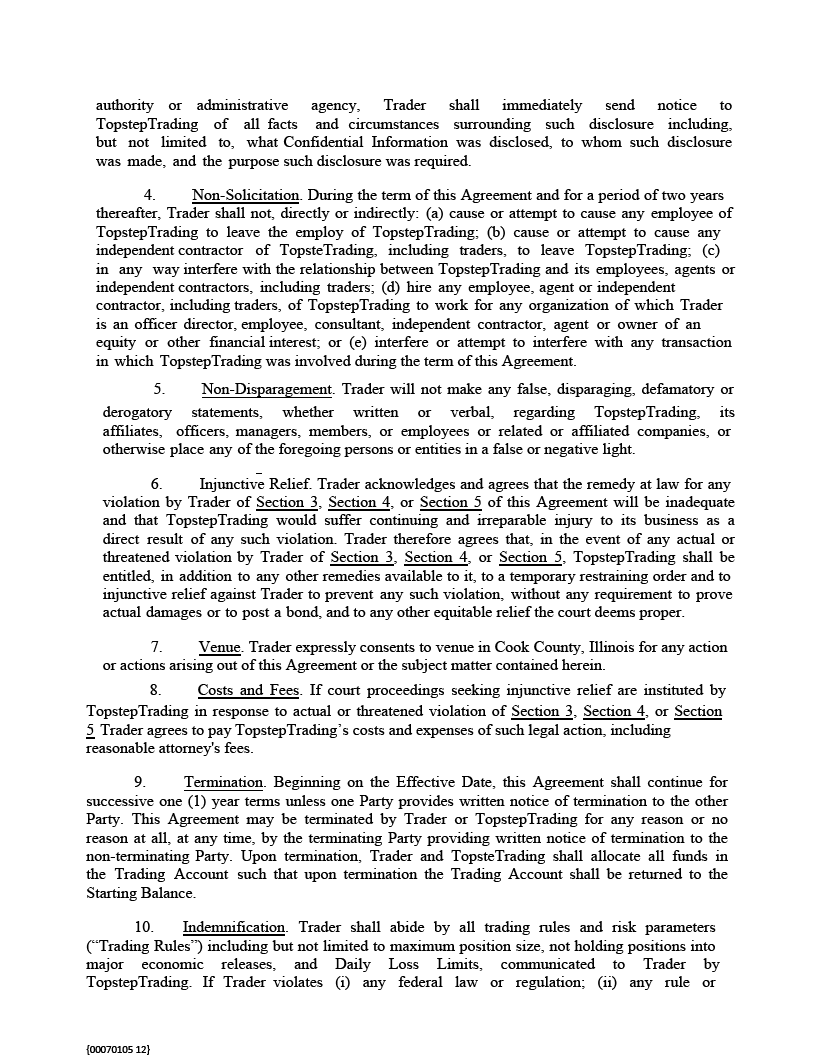 authority or administrative agency, Trader shall immediately send notice to
TopstepTrading of all facts and circumstances surrounding such disclosure including,
but not limited to, what Confidential Information was disclosed, to whom such disclosure
was made, and the purpose such disclosure was required.
4. Non-Solicitation. During the term of this Agreement and for a period of two years
thereafter, Trader shall not, directly or indirectly: (a) cause or attempt to cause any employee of
TopstepTrading to leave the employ of TopstepTrading; (b) cause or attempt to cause any
independent contractor of TopsteTrading, including traders, to leave TopstepTrading; (c)
in any way interfere with the relationship between TopstepTrading and its employees, agents or
independent contractors, including traders; (d) hire any employee, agent or independent
contractor, including traders, of TopstepTrading to work for any organization of which Trader
is an officer director, employee, consultant, independent contractor, agent or owner of an
equity or other financial interest; or (e) interfere or attempt to interfere with any transaction
in which TopstepTrading was involved during the term of this Agreement.
5. Non-Disparagement. Trader will not make any false, disparaging, defamatory or
derogatory statements, whether written or verbal, regarding TopstepTrading, its
affiliates, officers, managers, members, or employees or related or affiliated companies, or
otherwise place any of the foregoing persons or entities in a false or negative light.
6. Injunctive Relief. Trader acknowledges and agrees that the remedy at law for any
violation by Trader of Section 3, Section 4, or Section 5 of this Agreement will be inadequate
and that TopstepTrading would suffer continuing and irreparable injury to its business as a
direct result of any such violation. Trader therefore agrees that, in the event of any actual or
threatened violation by Trader of Section 3, Section 4, or Section 5, TopstepTrading shall be
entitled, in addition to any other remedies available to it, to a temporary restraining order and to
injunctive relief against Trader to prevent any such violation, without any requirement to prove
actual damages or to post a bond, and to any other equitable relief the court deems proper.
7. Venue. Trader expressly consents to venue in Cook County, Illinois for any action
or actions arising out of this Agreement or the subject matter contained herein.
8. Costs and Fees. If court proceedings seeking injunctive relief are instituted by
TopstepTrading in response to actual or threatened violation of Section 3, Section 4, or Section
5 Trader agrees to pay TopstepTrading’s costs and expenses of such legal action, including
reasonable attorney's fees.
9. Termination. Beginning on the Effective Date, this Agreement shall continue for
successive one (1) year terms unless one Party provides written notice of termination to the other
Party. This Agreement may be terminated by Trader or TopstepTrading for any reason or no
reason at all, at any time, by the terminating Party providing written notice of termination to the
non-terminating Party. Upon termination, Trader and TopsteTrading shall allocate all funds in
the Trading Account such that upon termination the Trading Account shall be returned to the
Starting Balance.
10. Indemnification. Trader shall abide by all trading rules and risk parameters
(“Trading Rules”) including but not limited to maximum position size, not holding positions into
major economic releases, and Daily Loss Limits, communicated to Trader by
TopstepTrading. If Trader violates (i) any federal law or regulation; (ii) any rule or
{00070105 12}